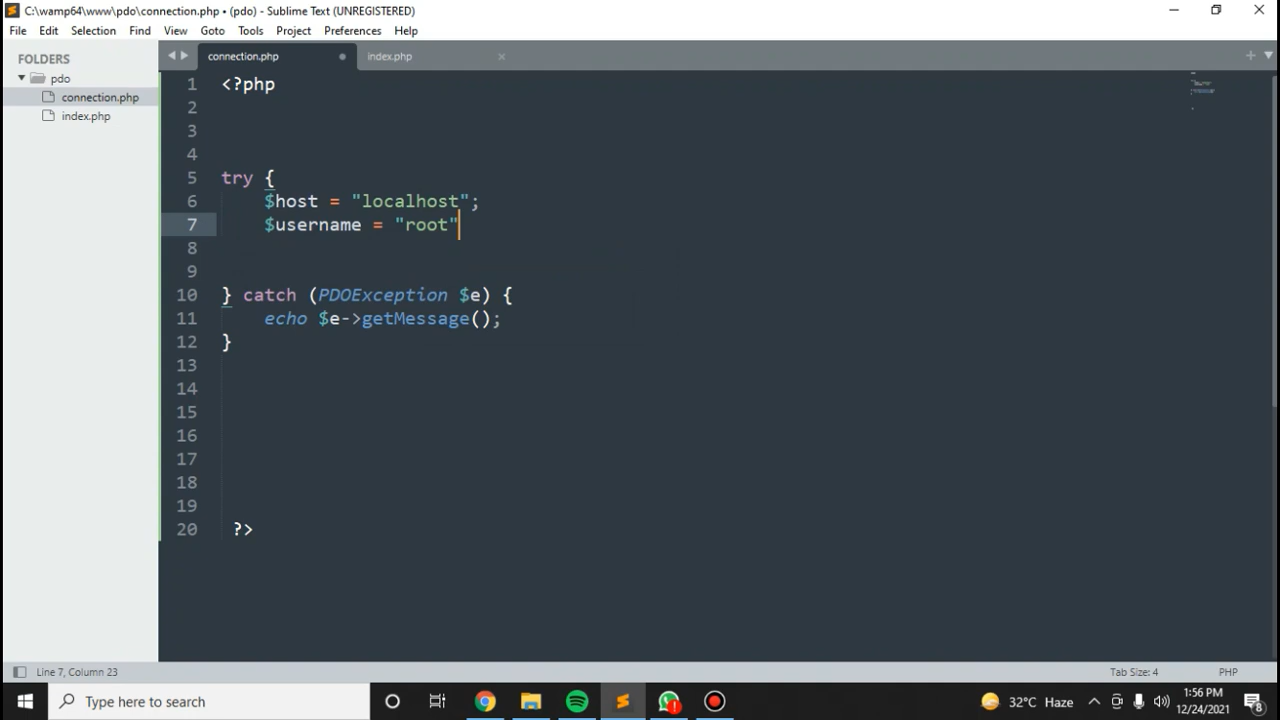 C:\wamp64\www\pdo\connection.php • (pdo) - Sublime Text (UNREGISTERED)
File Edit Selection Find View Goto Tools Project Preferences Help
FOLDERS
pdo
connection.php
index.php
connection.php index.php
1 <?php
2
3
4
5 try {
6 $host = "localhost";
7 $username = "root"
8
9
10 } catch (PDOException $e) {
11 echo $e->getMessage();
12 }
13
14
15
16
17
18
19
20 ?>
Line 7, Column 23 Tab Size: 4 PHP
Type here to search 32°C Haze 1:56 PM
12/24/2021
8